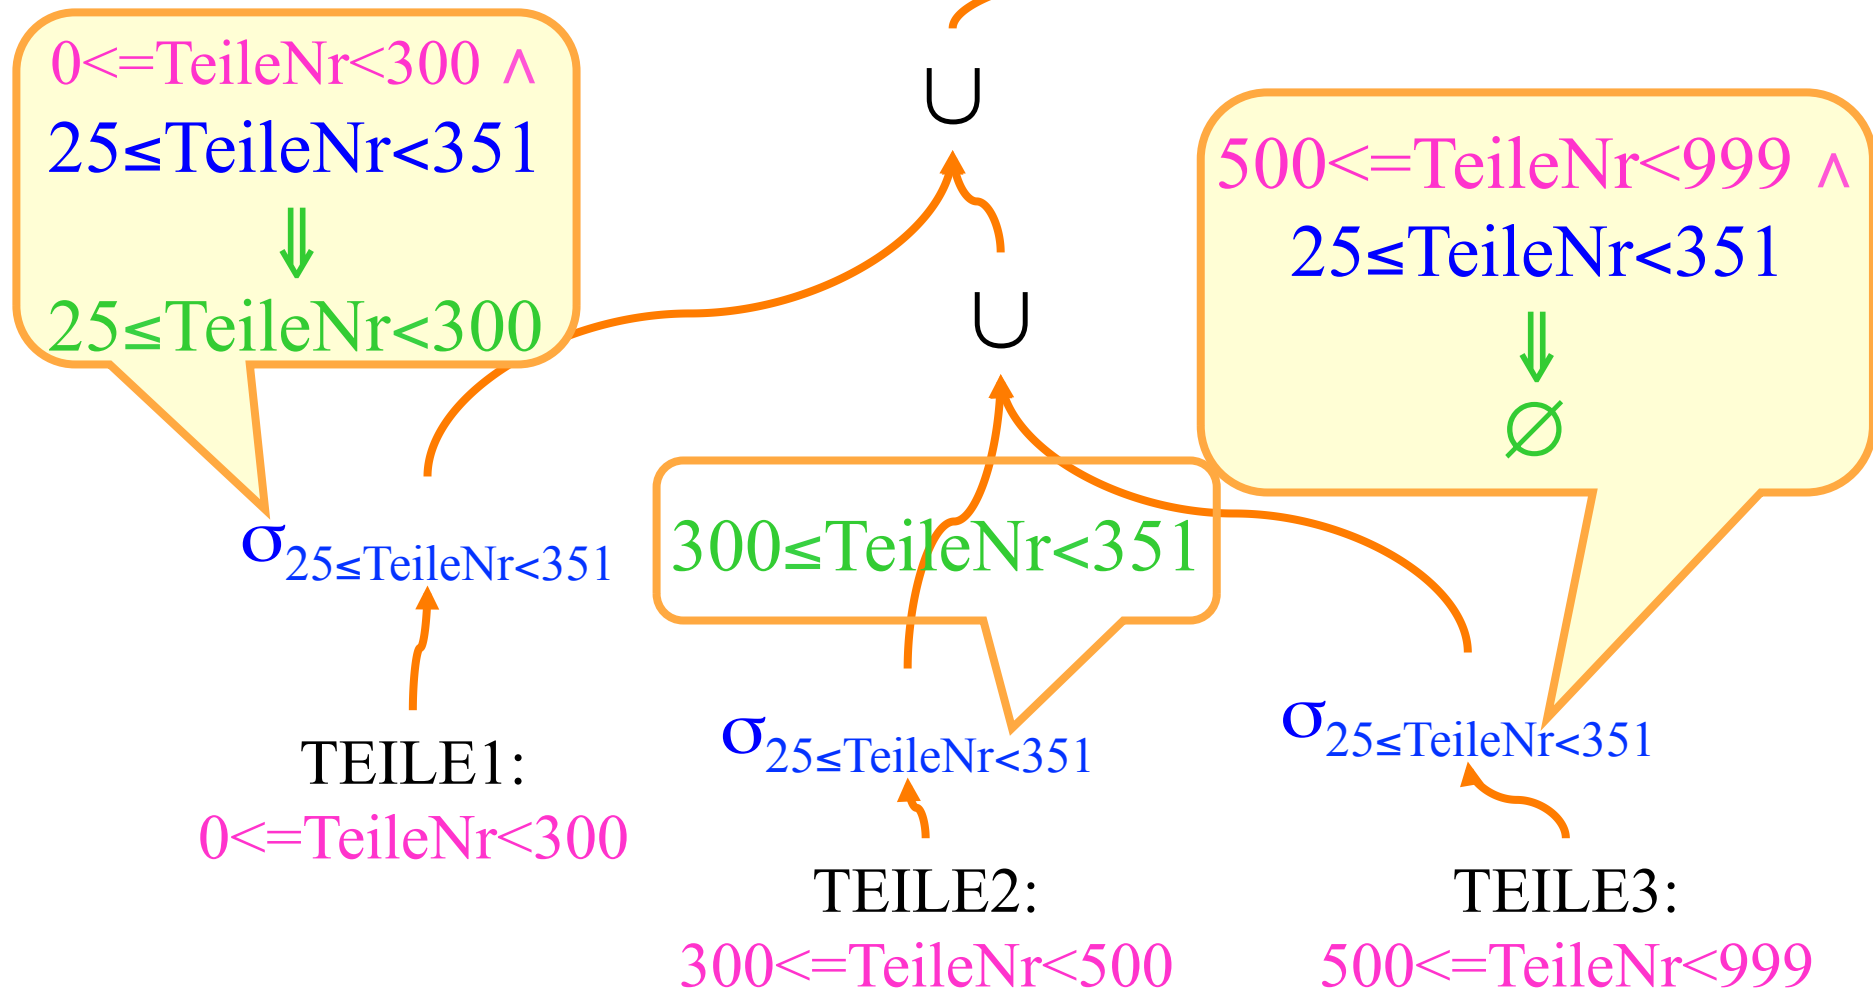 0<=TeileNr<300 ∧
25≤TeileNr<351
⇓
25≤TeileNr<300
∪
∪
500<=TeileNr<999 ∧
25≤TeileNr<351
⇓
∅
300≤TeileNr<351
σ25≤TeileNr<351
σ25≤TeileNr<351
σ25≤TeileNr<351
TEILE1:
0<=TeileNr<300
TEILE2:
300<=TeileNr<500
TEILE3:
500<=TeileNr<999